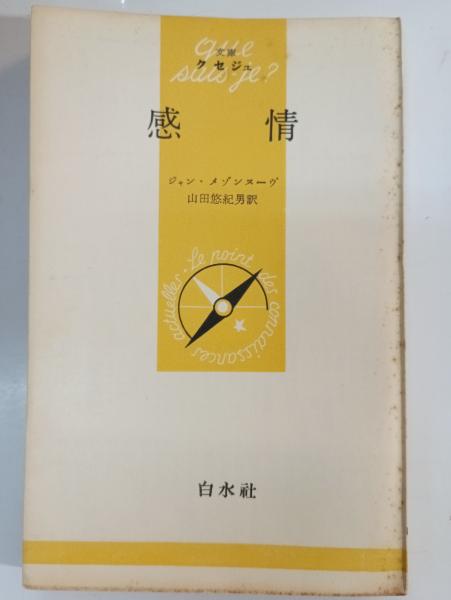 que
sais-je?
文庫
クセジュ
感情
ジャン・メゾンヌーヴ
山田悠紀男訳
Le point des connaissances actuelles.
白水社